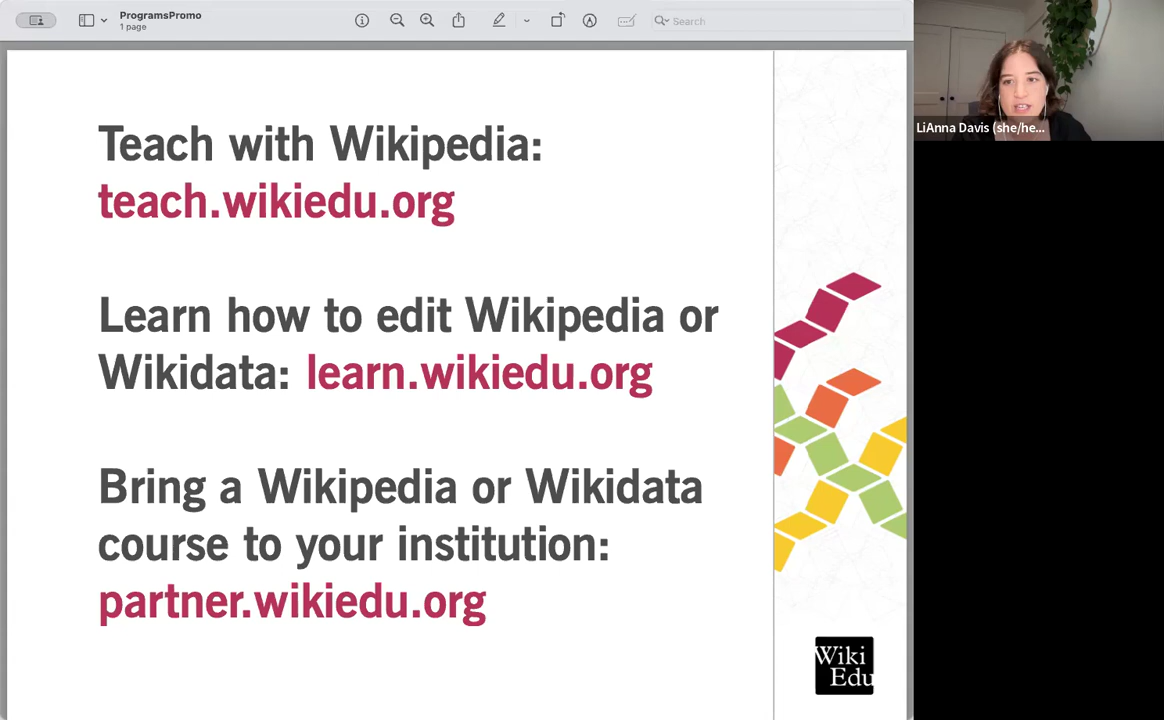 ProgramsPromo
1 page
Search
Teach with Wikipedia:
teach.wikiedu.org
Learn how to edit Wikipedia or
Wikidata: learn.wikiedu.org
Bring a Wikipedia or Wikidata
course to your institution:
partner.wikiedu.org
Wiki
Edu
LiAnna Davis (she/he...